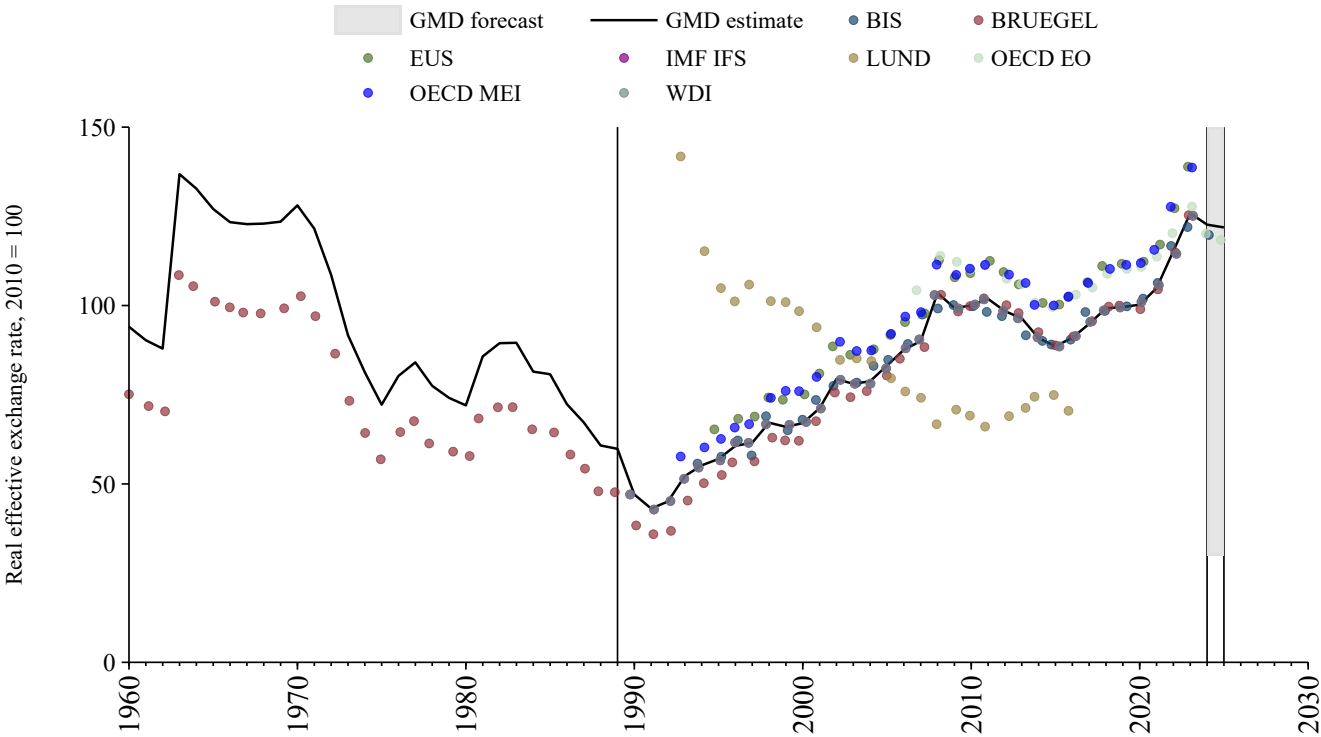 GMD forecast GMD estimate BIS BRUEGEL
EUS IMF IFS LUND OECD EO
OECD MEI WDI
Real effective exchange rate, 2010 = 100
150
100
50
0
1960 1970 1980 1990 2000 2010 2020 2030